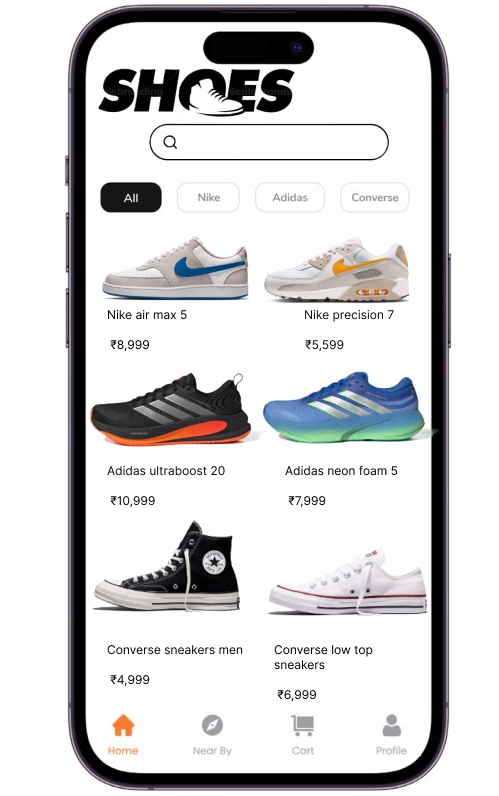 SHOES
All
Nike
Adidas
Converse
Nike air max 5
Nike precision 7
₹8,999
₹5,599
Adidas ultraboost 20
Adidas neon foam 5
₹10,999
₹7,999
Converse sneakers men
Converse low top
sneakers
₹4,999
₹6,999
Home
Near By
Cart
Profile